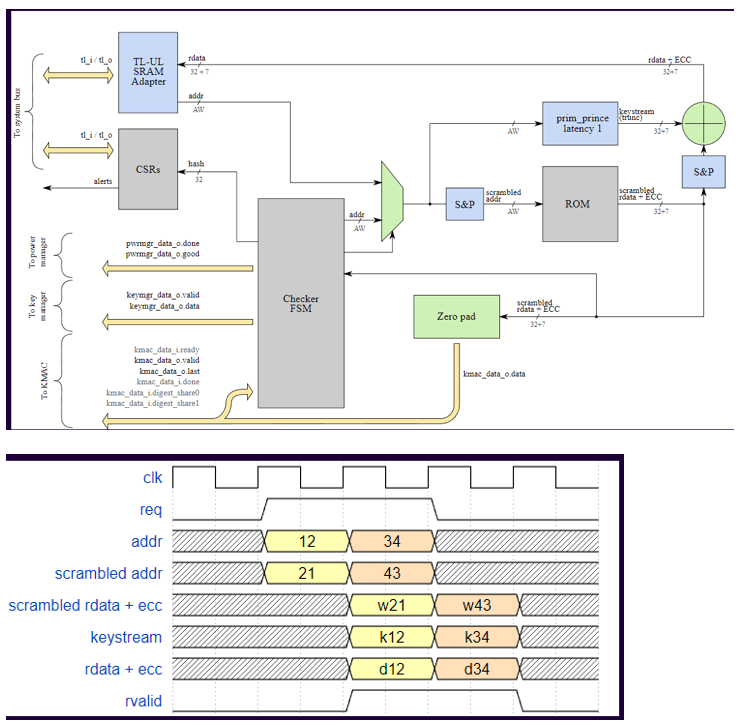 tl_i / tl_o
TL-UL
SRAM
Adapter
rdata
32 + 7
rdata + ECC
32+7
addr
AW
To system bus
tl_i / tl_o
CSRs
hash
32
alerts
AW
prim_prince
latency 1
keystream
(trunc)
32+7
S&P
addr
AW
S&P
scrambled
addr
AW
ROM
scrambled
rdata + ECC
32+7
To power
manager
pwrmgr_data_o.done
pwrmgr_data_o.good
To key
manager
keymgr_data_o.valid
keymgr_data_o.data
Checker
FSM
Zero pad
scrambled
rdata + ECC
32+7
To KMAC
kmac_data_i.ready
kmac_data_o.valid
kmac_data_o.last
kmac_data_i.done
kmac_data_i.digest_share0
kmac_data_i.digest_share1
kmac_data_o.data
clk
req
addr 12 34
scrambled addr 21 43
scrambled rdata + ecc w21 w43
keystream k12 k34
rdata + ecc d12 d34
rvalid